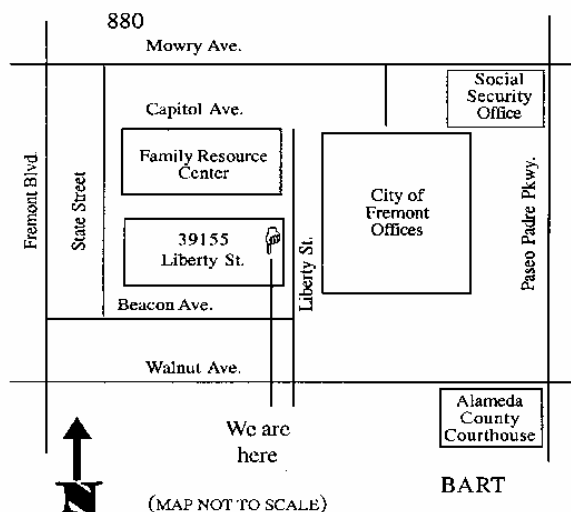 880
Mowry Ave.
Social
Security
Office
Capitol Ave.
Family Resource
Center
City of
Fremont
Offices
Fremont Blvd.
State Street
Liberty St.
Paseo Padre Pkwy.
39155
Liberty St.
Beacon Ave.
Walnut Ave.
Alameda
County
Courthouse
We are
here
BART
N
(MAP NOT TO SCALE)